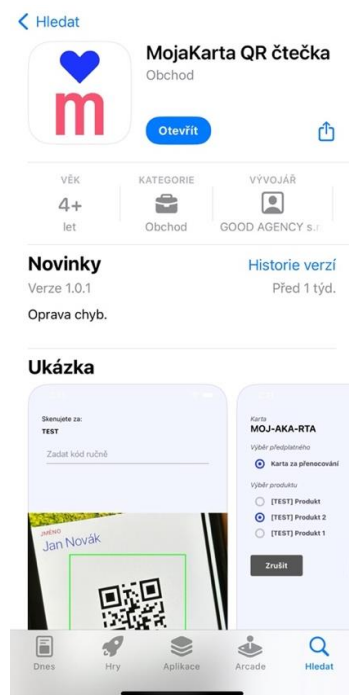 Hledat
MojaKarta QR čtečka
Obchod
m
Otevřít
VĚK
KATEGORIE
VÝVOJÁŘ
4+
let
Obchod
GOOD AGENCY s.r
Novinky
Historie verzí
Verze 1.0.1
Před 1 týd.
Oprava chyb.
Ukázka
Skenujete za:
TEST
Zadat kód ručně
JMÉNO
Jan Novák
Karta
MOJ-AKA-RTA
Výběr předplatného
Karta za přenocování
Výběr produktu
[TEST] Produkt
[TEST] Produkt 2
[TEST] Produkt 1
Zrušit
Dnes
Hry
Aplikace
Arcade
Hledat